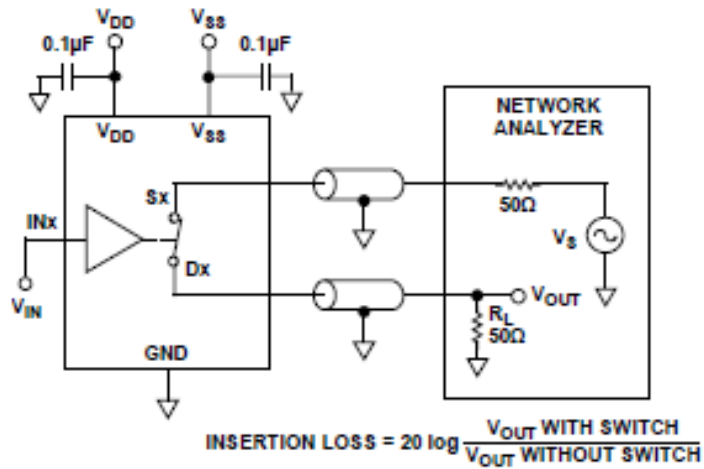 VDD VSS
0.1µF 0.1µF
VDD VSS
NETWORK
ANALYZER
Sx
50Ω
INx
VS
Dx
VOUT
VIN
RL
50Ω
GND
INSERTION LOSS = 20 log VOUT WITH SWITCH
VOUT WITHOUT SWITCH